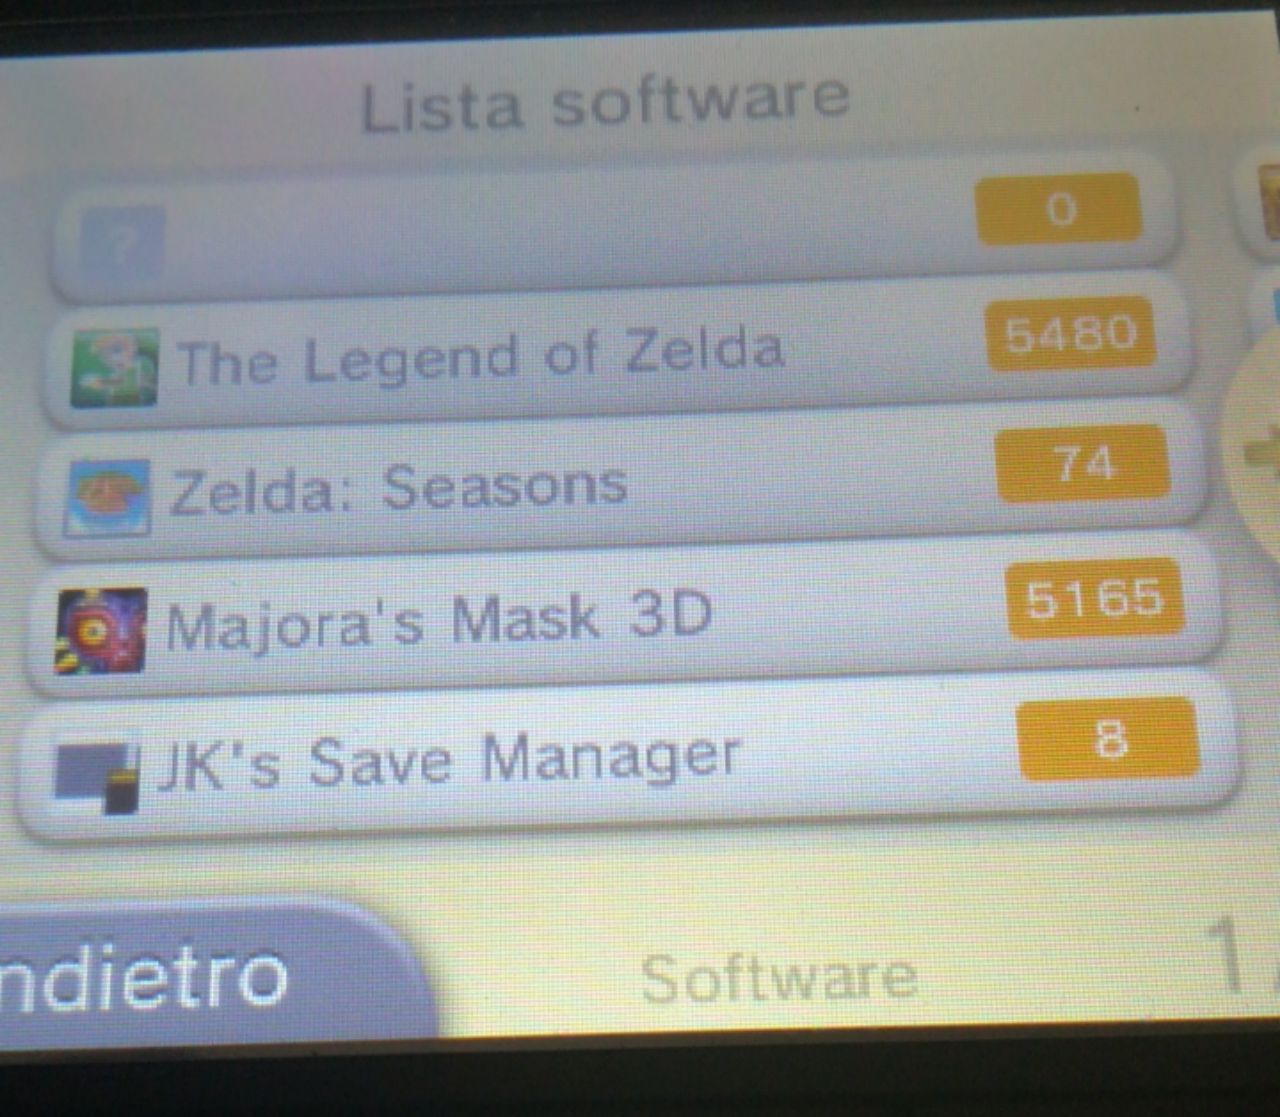 Lista software
?
0
The Legend of Zelda
5480
Zelda: Seasons
74
Majora's Mask 3D
5165
JK's Save Manager
8
ndietro
Software
1